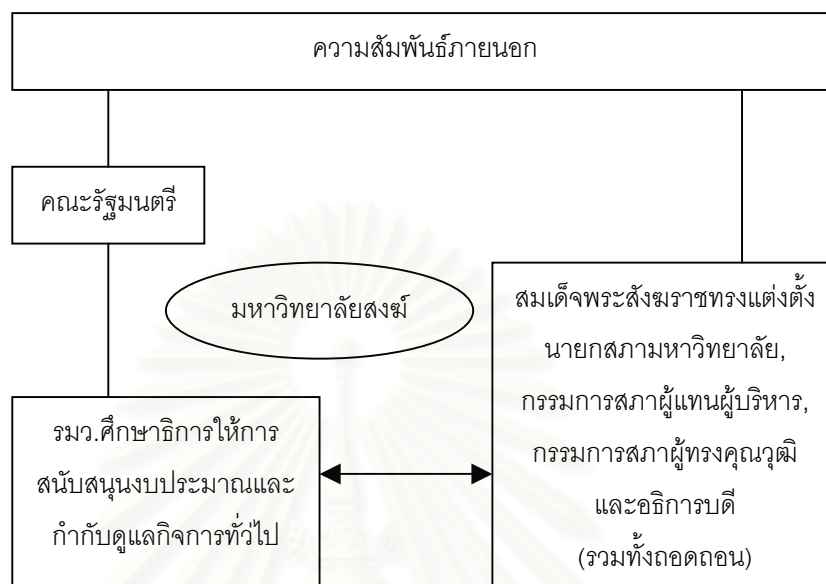 ความสัมพันธ์ภายนอก
คณะรัฐมนตรี
มหาวิทยาลัยสงฆ์
สมเด็จพระสังฆราชทรงแต่งตั้ง
นายกสภามหาวิทยาลัย,
กรรมการสภาผู้แทนผู้บริหาร,
กรรมการสภาผู้ทรงคุณวุฒิ
และอธิการบดี
(รวมทั้งถอดถอน)
รมว.ศึกษาธิการให้การ
สนับสนุนงบประมาณและ
กำกับดูแลกิจการทั่วไป